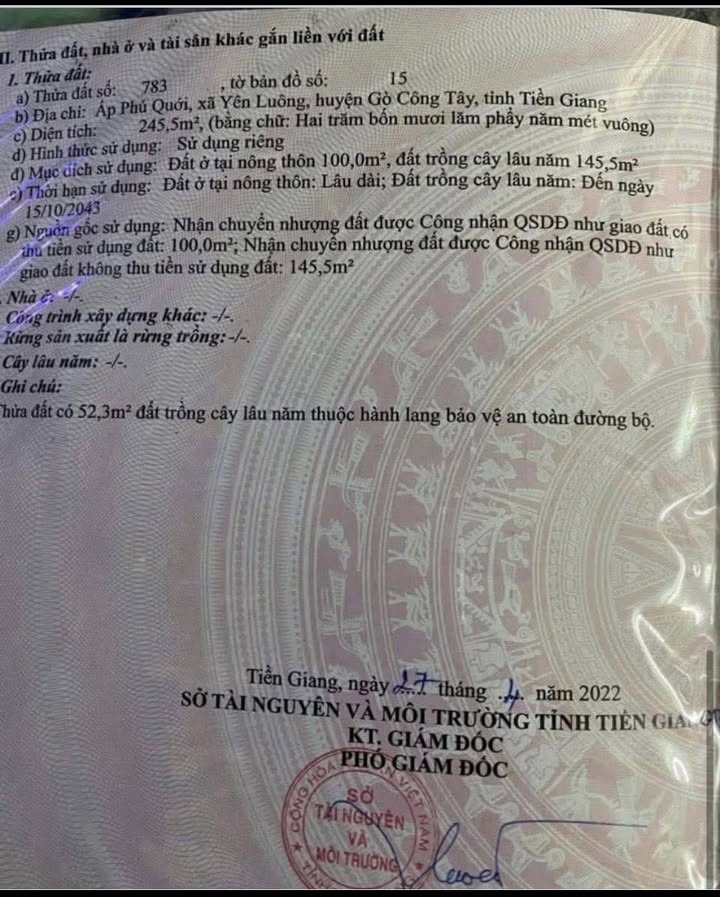 II. Thửa đất, nhà ở và tài sản khác gắn liền với đất
1. Thửa đất:
a) Thửa đất số: 783 , tờ bản đồ số: 15
b) Địa chỉ: Ấp Phú Quới, xã Yên Luông, huyện Gò Công Tây, tỉnh Tiền Giang
c) Diện tích: 245,5m², (bằng chữ: Hai trăm bốn mươi lăm phẩy năm mét vuông)
d) Hình thức sử dụng: Sử dụng riêng
đ) Mục đích sử dụng: Đất ở tại nông thôn 100,0m², đất trồng cây lâu năm 145,5m²
e) Thời hạn sử dụng: Đất ở tại nông thôn: Lâu dài; Đất trồng cây lâu năm: Đến ngày
15/10/2043
g) Nguồn gốc sử dụng: Nhận chuyển nhượng đất được Công nhận QSDĐ như giao đất có
thu tiền sử dụng đất: 100,0m²; Nhận chuyển nhượng đất được Công nhận QSDĐ như
giao đất không thu tiền sử dụng đất: 145,5m²
. Nhà ở: -/-.
Công trình xây dựng khác: -/-.
Rừng sản xuất là rừng trồng: -/-.
Cây lâu năm: -/-.
Ghi chú:
Thửa đất có 52,3m² đất trồng cây lâu năm thuộc hành lang bảo vệ an toàn đường bộ.
Tiền Giang, ngày 27 tháng 4 năm 2022
SỞ TÀI NGUYÊN VÀ MÔI TRƯỜNG TỈNH TIỀN GIANG
KT. GIÁM ĐỐC
PHÓ GIÁM ĐỐC
CỘNG HÒA VIỆT NAM
SỞ
TÀI NGUYÊN
VÀ
MÔI TRƯỜNG